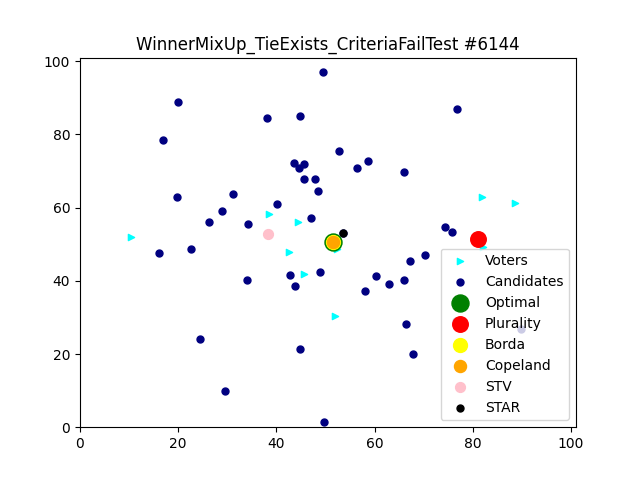 WinnerMixUp_TieExists_CriteriaFailTest #6144
100
80
60
40
20
0
0 20 40 60 80 100
Voters
Candidates
Optimal
Plurality
Borda
Copeland
STV
STAR